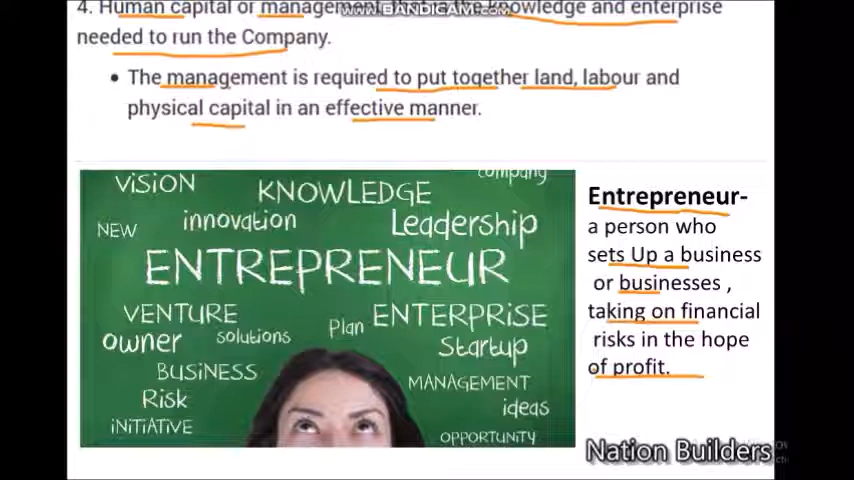 4. Human capital or management knowledge and enterprise
WWW.BANDICAM.COM
needed to run the Company.
• The management is required to put together land, labour and
physical capital in an effective manner.
VISION
KNOWLEDGE
company
NEW
innovation
Leadership
ENTREPRENEUR
VENTURE
Plan
ENTERPRISE
owner
solutions
Startup
BUSINESS
MANAGEMENT
Risk
ideas
INITIATIVE
OPPORTUNITY
Entrepreneur-
a person who
sets Up a business
or businesses ,
taking on financial
risks in the hope
of profit.
Nation Builders